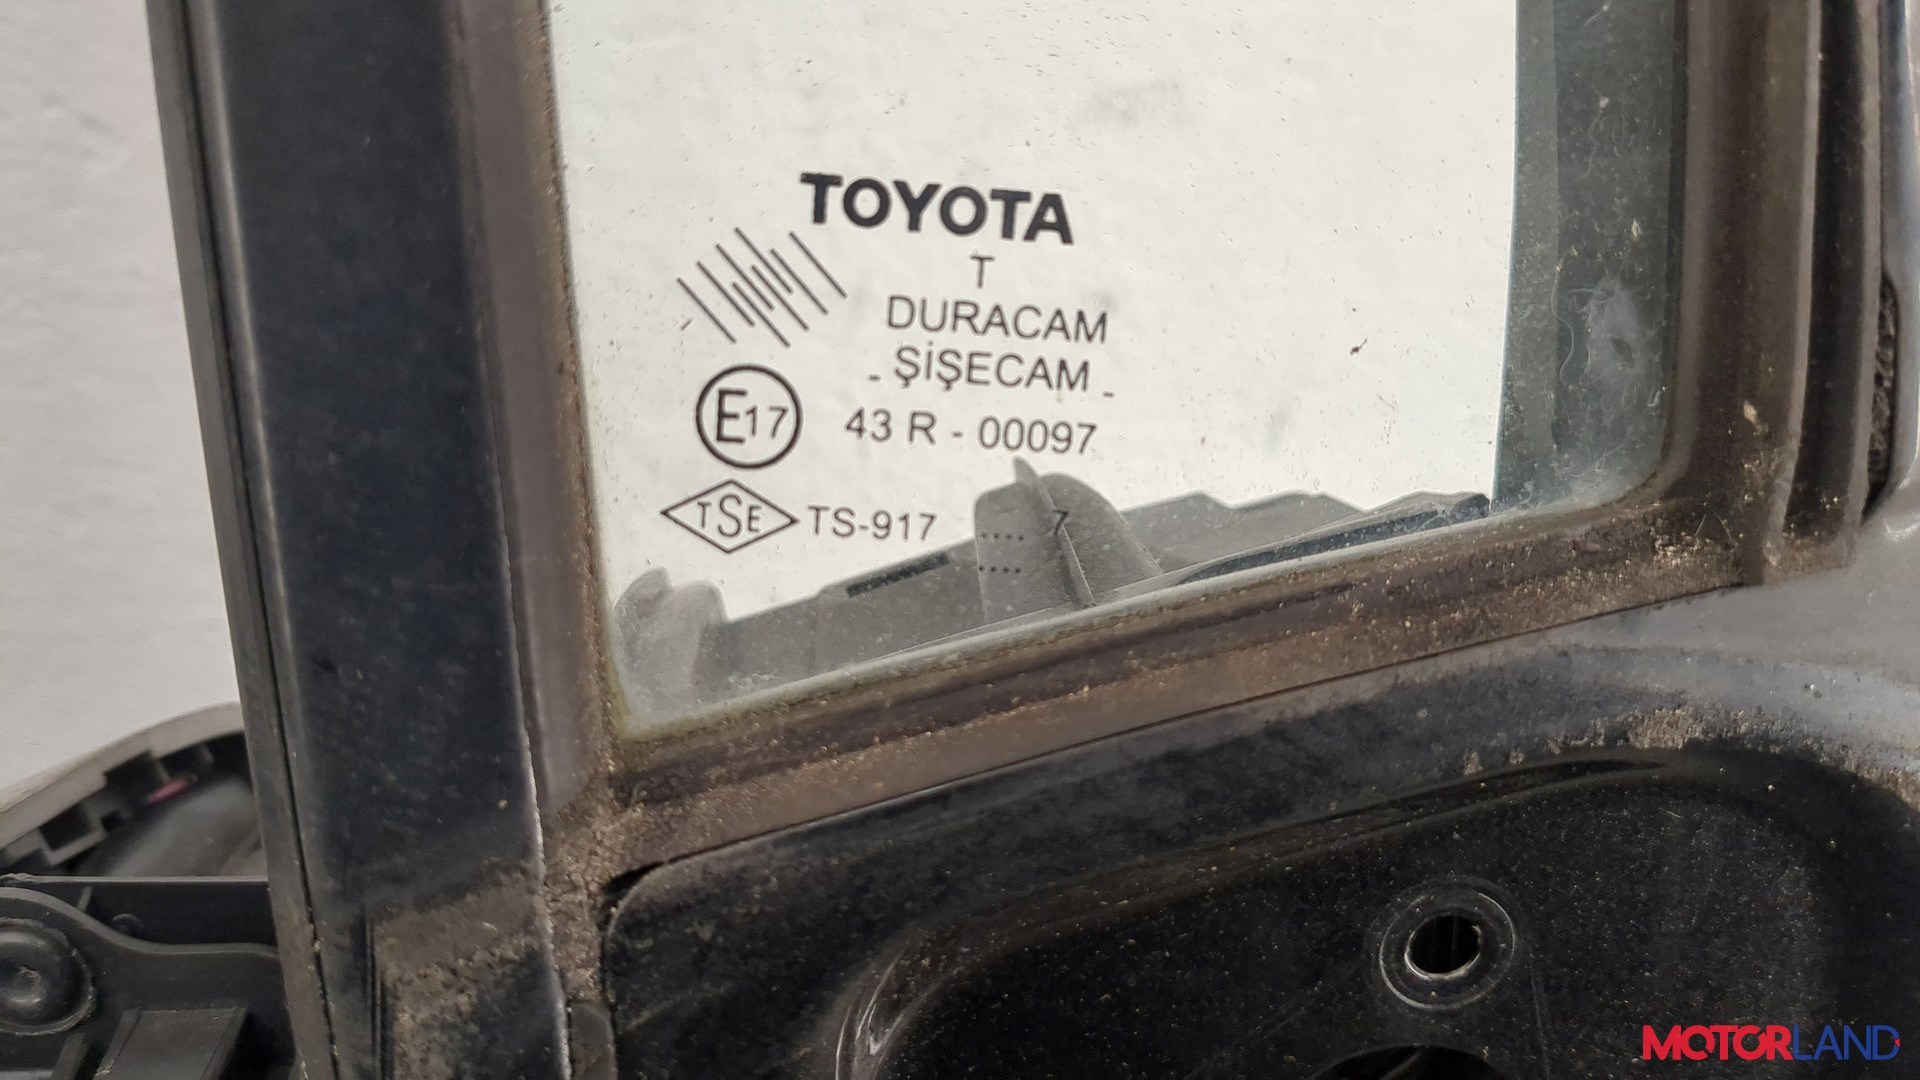 TOYOTA
T
DURACAM
- ŞİŞECAM -
E17 43 R - 00097
TSE TS-917 .... 7
....
MOTORLAND